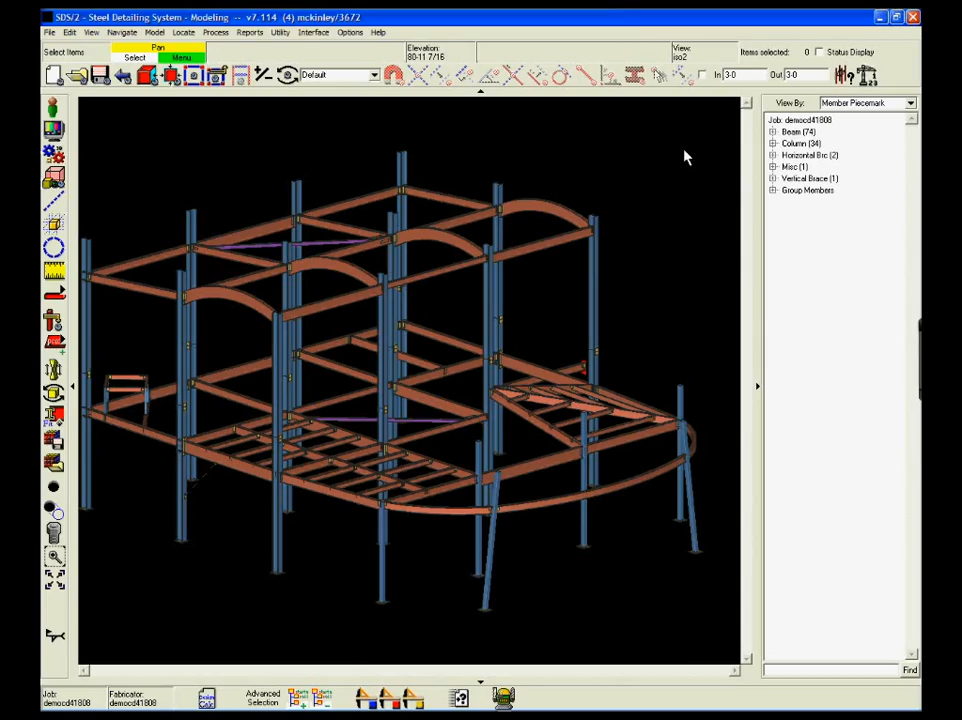 SDS/2 - Steel Detailing System - Modeling -- v7.114 (4) mckinley/3672
File Edit View Navigate Model Locate Process Reports Utility Interface Options Help
Select Items
Pan
Select Menu
Elevation:
80-11 7/16
View:
iso2
Items selected: 0 Status Display
Default
In 3-0 Out 3-0
View By: Member Piecemark
Job: democd41808
Beam (74)
Column (34)
Horizontal Brc (2)
Misc (1)
Vertical Brace (1)
Group Members
Find
Job:
democd41808
Fabricator:
democd41808
Advanced
Selection